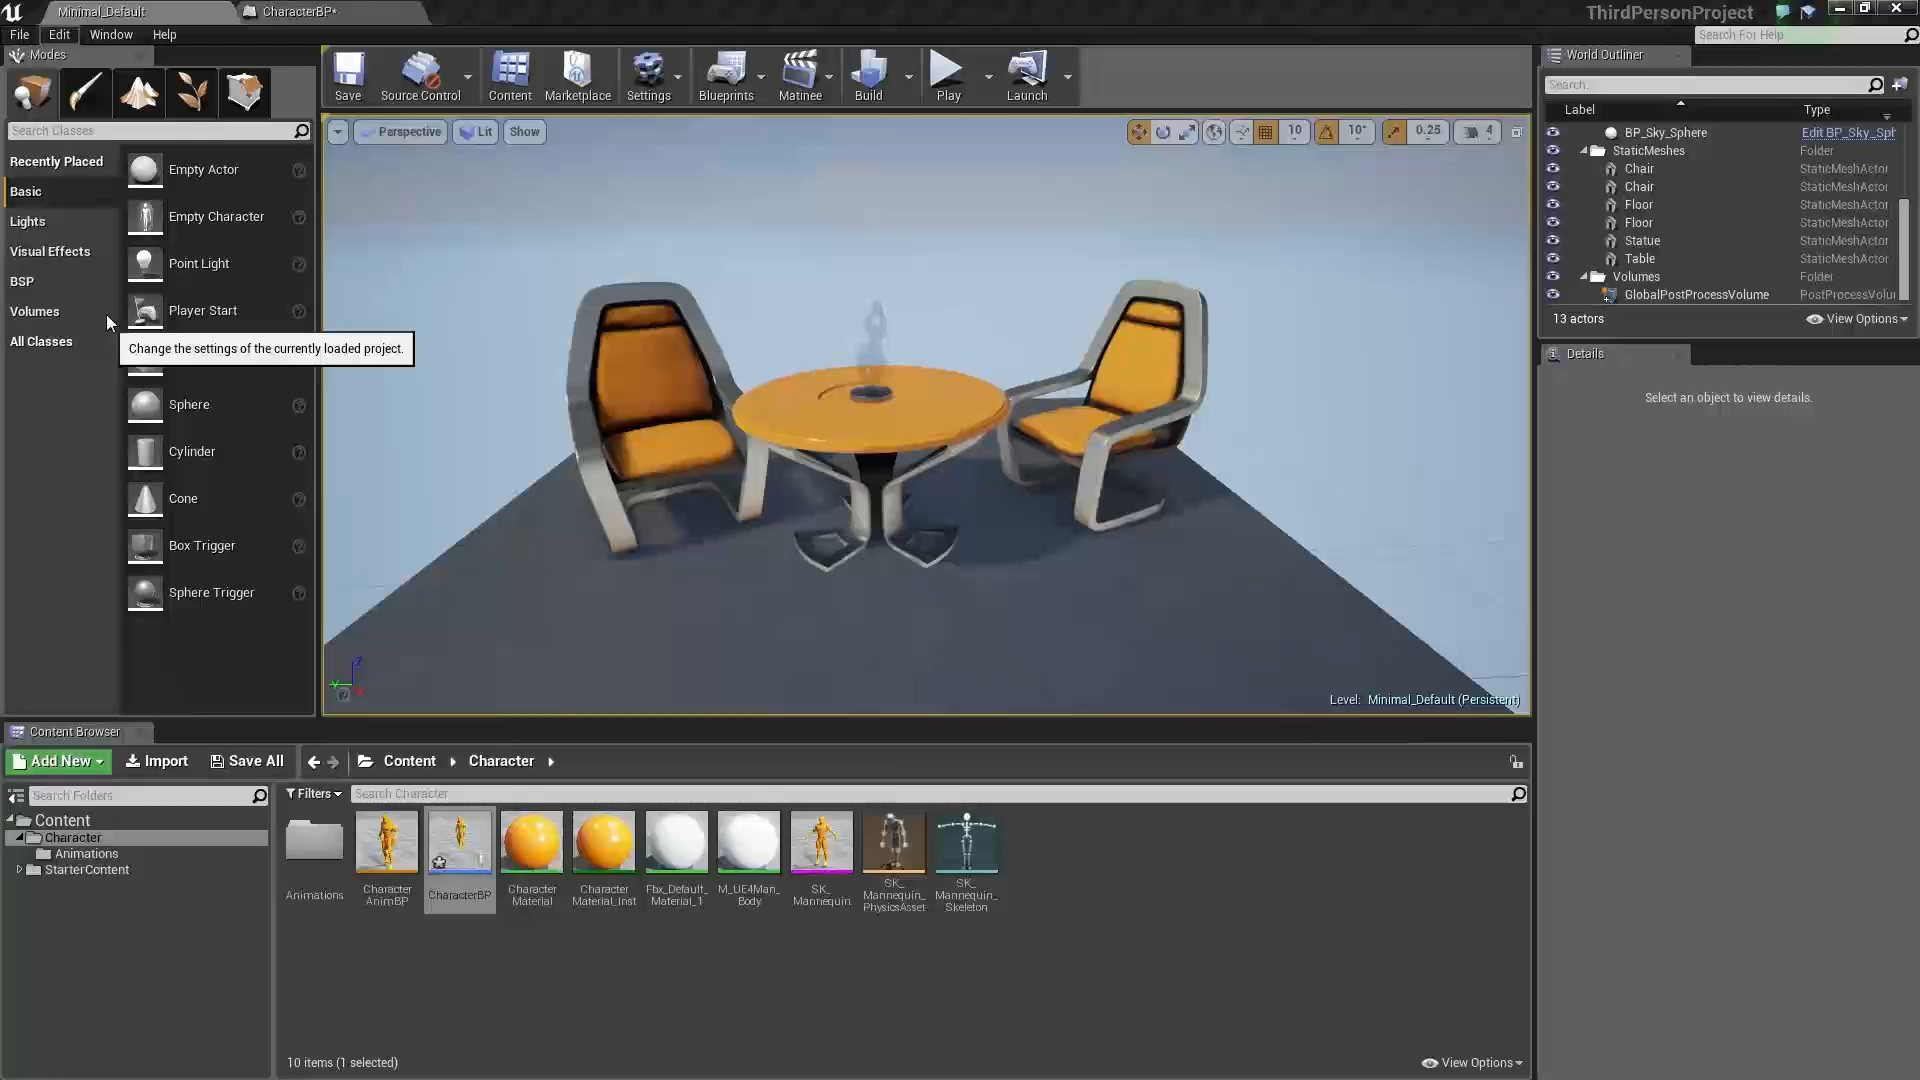 Minimal_Default
CharacterBP*
ThirdPersonProject
File Edit Window Help
Search For Help
Modes
Save
Source Control
Content
Marketplace
Settings
Blueprints
Matinee
Build
Play
Launch
World Outliner
Search.
Label Type
Search Classes
Recently Placed
Basic
Lights
Visual Effects
BSP
Volumes
All Classes
Empty Actor
Empty Character
Point Light
Player Start
Change the settings of the currently loaded project.
Sphere
Cylinder
Cone
Box Trigger
Sphere Trigger
Perspective Lit Show
10 10° 0.25 4
Level: Minimal_Default (Persistent)
BP_Sky_Sphere Edit BP_Sky_Sph
StaticMeshes Folder
Chair StaticMeshActor
Chair StaticMeshActor
Floor StaticMeshActor
Floor StaticMeshActor
Statue StaticMeshActor
Table StaticMeshActor
Volumes Folder
GlobalPostProcessVolume PostProcessVolu
13 actors View Options
Details
Select an object to view details.
Content Browser
Add New Import Save All Content Character
Search Folders
Content
Character
Animations
StarterContent
Filters Search Character
Animations
Character
AnimBP
CharacterBP
Character
Material
Character
Material_Inst
Fbx_Default_
Material_1
M_UE4Man_
Body
SK_
Mannequin
SK_
Mannequin_
PhysicsAsset
SK_
Mannequin_
Skeleton
10 items (1 selected) View Options